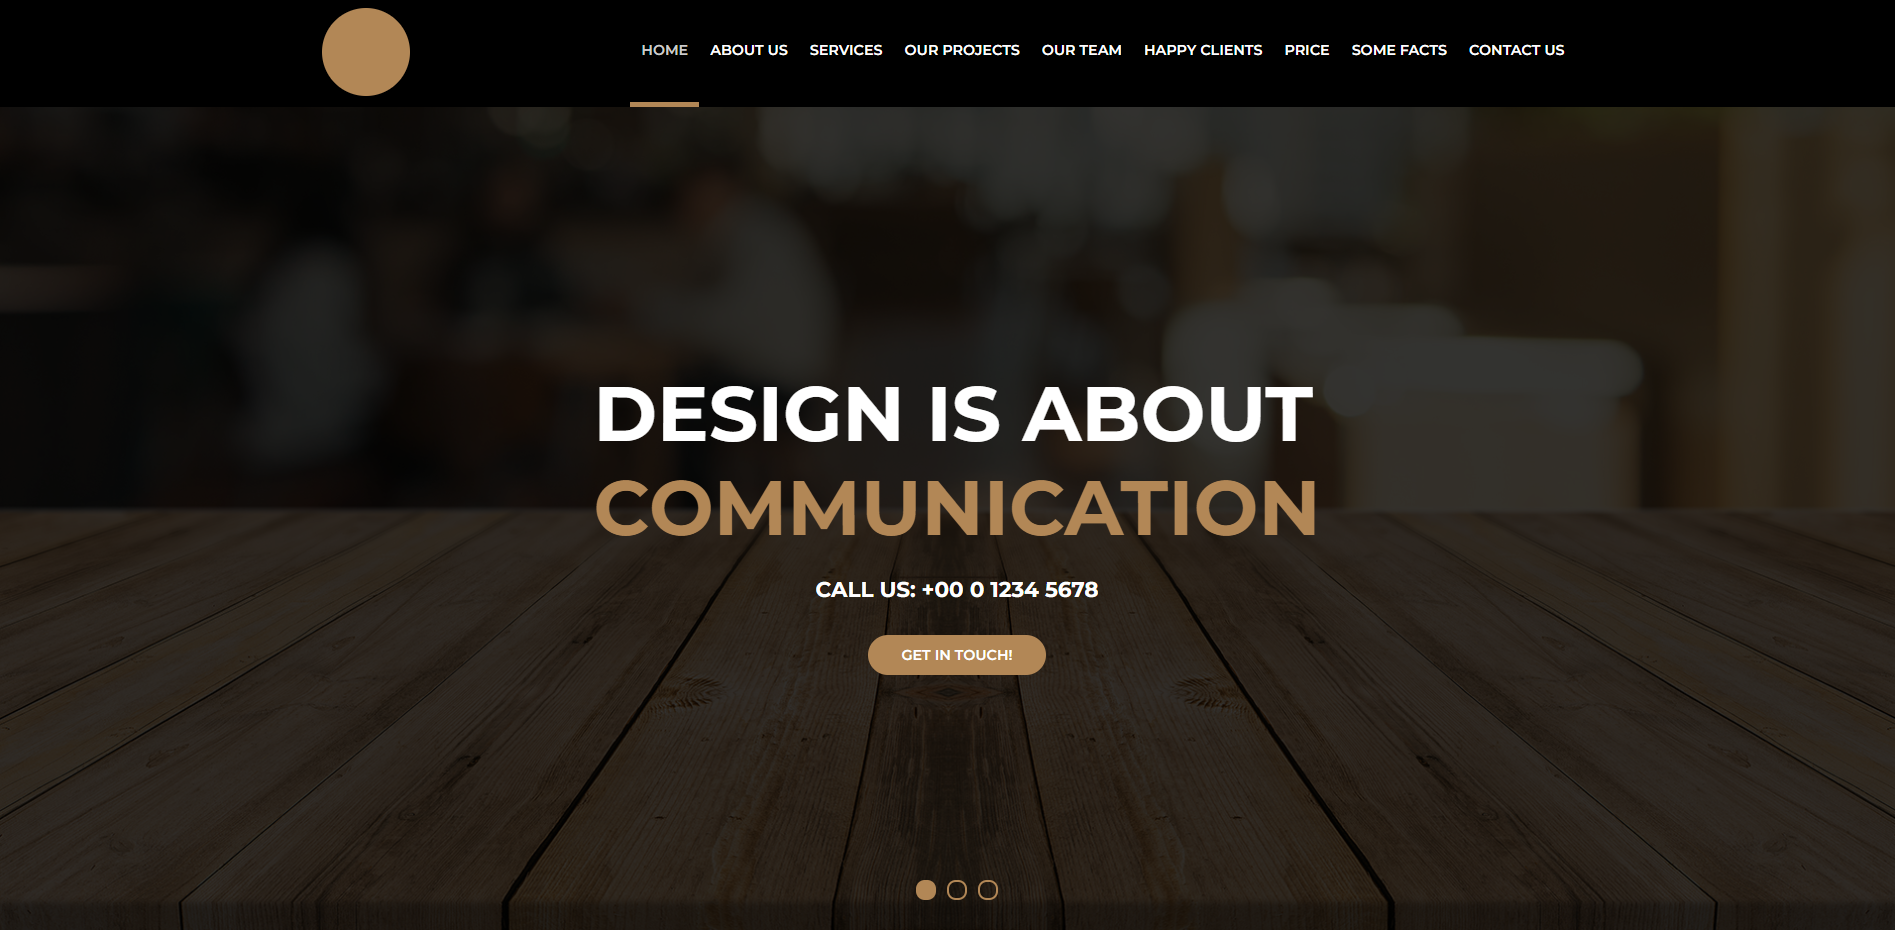 HOME ABOUT US SERVICES OUR PROJECTS OUR TEAM HAPPY CLIENTS PRICE SOME FACTS CONTACT US
DESIGN IS ABOUT
COMMUNICATION
CALL US: +00 0 1234 5678
GET IN TOUCH!